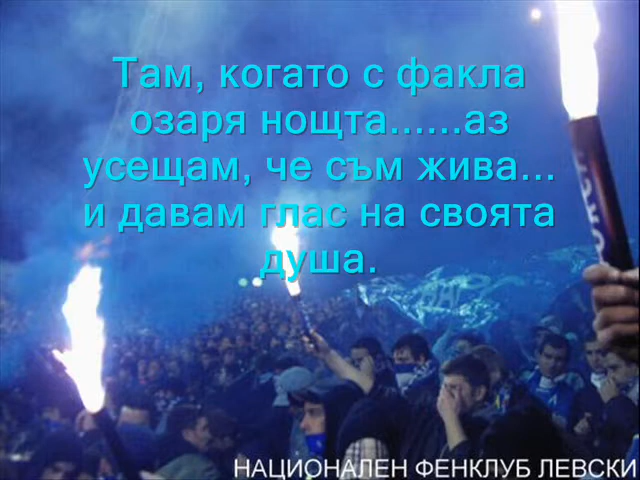 Там, когато с факла
озаря нощта......аз
усещам, че съм жива...
и давам глас на своята
душа.
НАЦИОНАЛЕН ФЕНКЛУБ ЛЕВСКИ